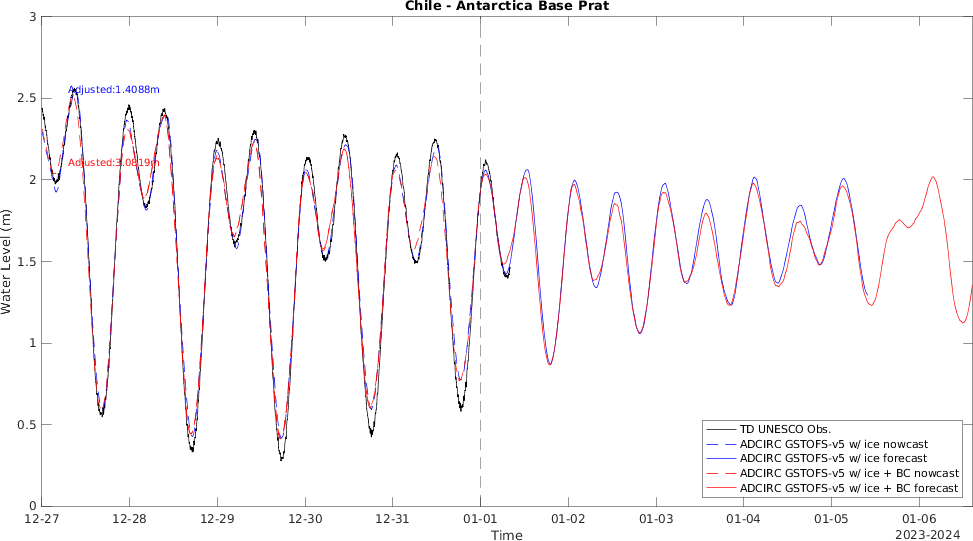 Chile - Antarctica Base Prat
3
2.5
2
1.5
1
0.5
0
Water Level (m)
Adjusted:1.4088m
Adjusted:3.0819m
TD UNESCO Obs.
ADCIRC GSTOFS-v5 w/ ice nowcast
ADCIRC GSTOFS-v5 w/ ice forecast
ADCIRC GSTOFS-v5 w/ ice + BC nowcast
ADCIRC GSTOFS-v5 w/ ice + BC forecast
12-27 12-28 12-29 12-30 12-31 01-01 01-02 01-03 01-04 01-05 01-06
Time
2023-2024